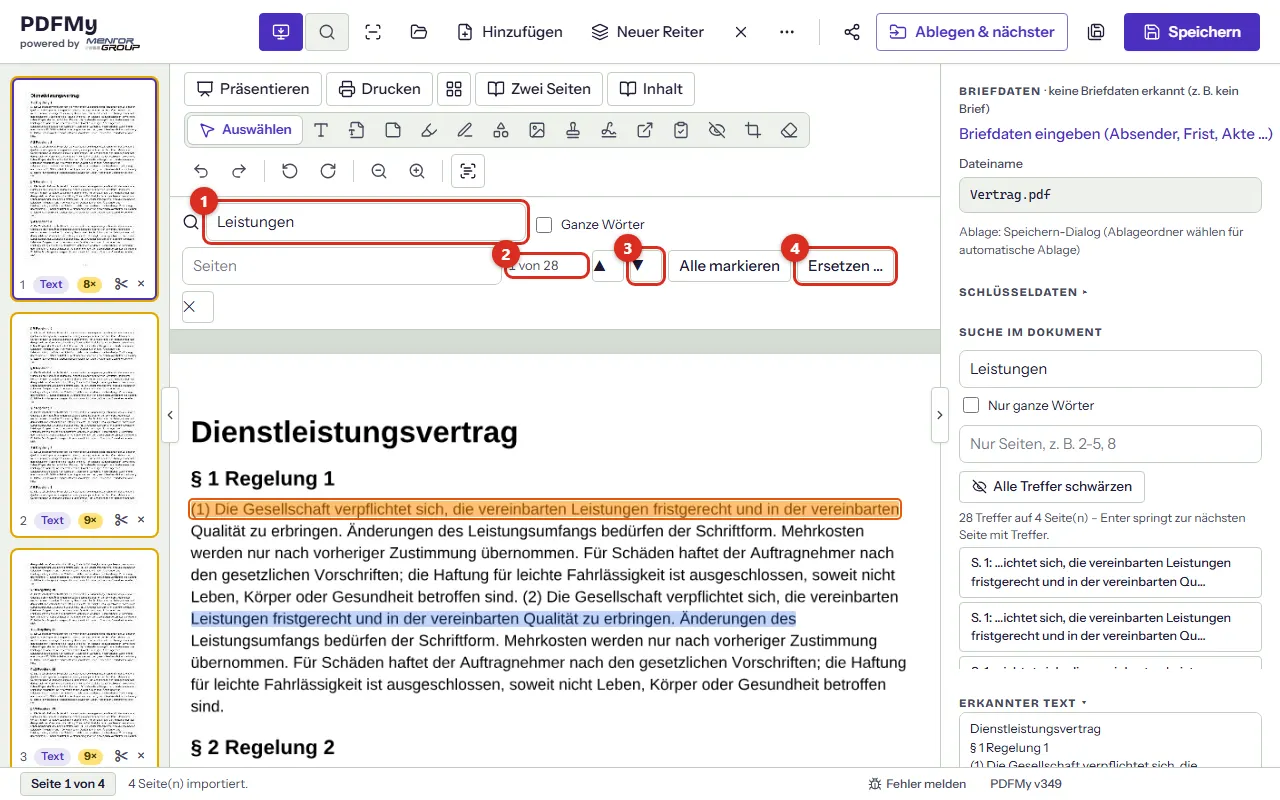 PDFMy
powered by MENTOR GROUP
Hinzufügen
Neuer Reiter
Ablegen & nächster
Speichern
Präsentieren
Drucken
Zwei Seiten
Inhalt
Auswählen
1
Leistungen
Ganze Wörter
2
3
4
Seiten
1 von 28
Alle markieren
Ersetzen ...
Dienstleistungsvertrag
§ 1 Regelung 1
(1) Die Gesellschaft verpflichtet sich, die vereinbarten Leistungen fristgerecht und in der vereinbarten
Qualität zu erbringen. Änderungen des Leistungsumfangs bedürfen der Schriftform. Mehrkosten
werden nur nach vorheriger Zustimmung übernommen. Für Schäden haftet der Auftragnehmer nach
den gesetzlichen Vorschriften; die Haftung für leichte Fahrlässigkeit ist ausgeschlossen, soweit nicht
Leben, Körper oder Gesundheit betroffen sind. (2) Die Gesellschaft verpflichtet sich, die vereinbarten
Leistungen fristgerecht und in der vereinbarten Qualität zu erbringen. Änderungen des
Leistungsumfangs bedürfen der Schriftform. Mehrkosten werden nur nach vorheriger Zustimmung
übernommen. Für Schäden haftet der Auftragnehmer nach den gesetzlichen Vorschriften; die Haftung
für leichte Fahrlässigkeit ist ausgeschlossen, soweit nicht Leben, Körper oder Gesundheit betroffen
sind.
§ 2 Regelung 2
Dienstleistungsvertrag
1 Text 8×
2 Text 9×
3 Text 9×
BRIEFDATEN · keine Briefdaten erkannt (z. B. kein
Brief)
Briefdaten eingeben (Absender, Frist, Akte ...)
Dateiname
Vertrag.pdf
Ablage: Speichern-Dialog (Ablageordner wählen für
automatische Ablage)
SCHLÜSSELDATEN
SUCHE IM DOKUMENT
Leistungen
Nur ganze Wörter
Nur Seiten, z. B. 2-5, 8
Alle Treffer schwärzen
28 Treffer auf 4 Seite(n) – Enter springt zur nächsten
Seite mit Treffer.
S. 1: ...ichtet sich, die vereinbarten Leistungen
fristgerecht und in der vereinbarten Qu...
S. 1: ...ichtet sich, die vereinbarten Leistungen
fristgerecht und in der vereinbarten Qu...
ERKANNTER TEXT
Dienstleistungsvertrag
§ 1 Regelung 1
(1) Die Gesellschaft verpflichtet sich, die
Seite 1 von 4
4 Seite(n) importiert.
Fehler melden
PDFMy v349